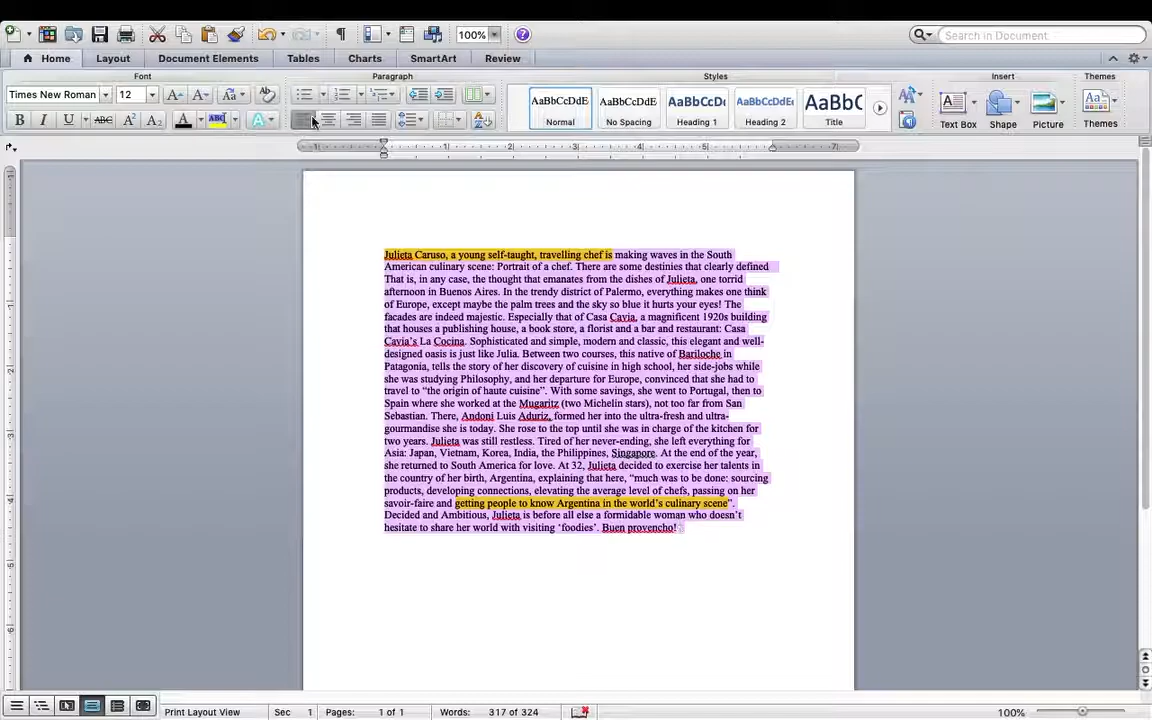 100%
Search in Document
Home Layout Document Elements Tables Charts SmartArt Review
Font Paragraph Styles Insert Themes
Times New Roman 12 Aa
AaBbCcDdE AaBbCcDdE AaBbCcDc AaBbCcDdEe AaBbC
Normal No Spacing Heading 1 Heading 2 Title Text Box Shape Picture Themes
B I U ABC A² A₂ A ABC A
1 1 2 3 4 5 7
Julieta Caruso, a young self-taught, travelling chef is making waves in the South
American culinary scene: Portrait of a chef. There are some destinies that clearly defined
That is, in any case, the thought that emanates from the dishes of Julieta, one torrid
afternoon in Buenos Aires. In the trendy district of Palermo, everything makes one think
of Europe, except maybe the palm trees and the sky so blue it hurts your eyes! The
facades are indeed majestic. Especially that of Casa Cavia, a magnificent 1920s building
that houses a publishing house, a book store, a florist and a bar and restaurant: Casa
Cavia's La Cocina. Sophisticated and simple, modern and classic, this elegant and well-
designed oasis is just like Julia. Between two courses, this native of Bariloche in
Patagonia, tells the story of her discovery of cuisine in high school, her side-jobs while
she was studying Philosophy, and her departure for Europe, convinced that she had to
travel to “the origin of haute cuisine”. With some savings, she went to Portugal, then to
Spain where she worked at the Mugaritz (two Michelin stars), not too far from San
Sebastian. There, Andoni Luis Aduriz, formed her into the ultra-fresh and ultra-
gourmandise she is today. She rose to the top until she was in charge of the kitchen for
two years. Julieta was still restless. Tired of her never-ending, she left everything for
Asia: Japan, Vietnam, Korea, India, the Philippines, Singapore. At the end of the year,
she returned to South America for love. At 32, Julieta decided to exercise her talents in
the country of her birth, Argentina, explaining that here, “much was to be done: sourcing
products, developing connections, elevating the average level of chefs, passing on her
savoir-faire and getting people to know Argentina in the world's culinary scene”.
Decided and Ambitious, Julieta is before all else a formidable woman who doesn't
hesitate to share her world with visiting ‘foodies’. Buen provencho!
Print Layout View Sec 1 Pages: 1 of 1 Words: 317 of 324 100%